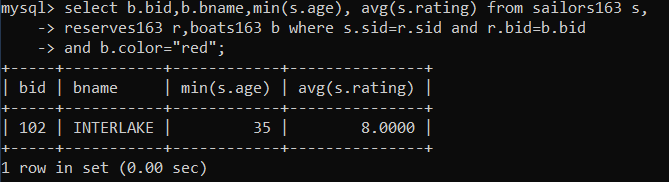 mysql> select b.bid,b.bname,min(s.age), avg(s.rating) from sailors163 s,
    -> reserves163 r,boats163 b where s.sid=r.sid and r.bid=b.bid
    -> and b.color="red";
+-----+-----------+------------+---------------+
| bid | bname     | min(s.age) | avg(s.rating) |
+-----+-----------+------------+---------------+
| 102 | INTERLAKE |         35 |        8.0000 |
+-----+-----------+------------+---------------+
1 row in set (0.00 sec)